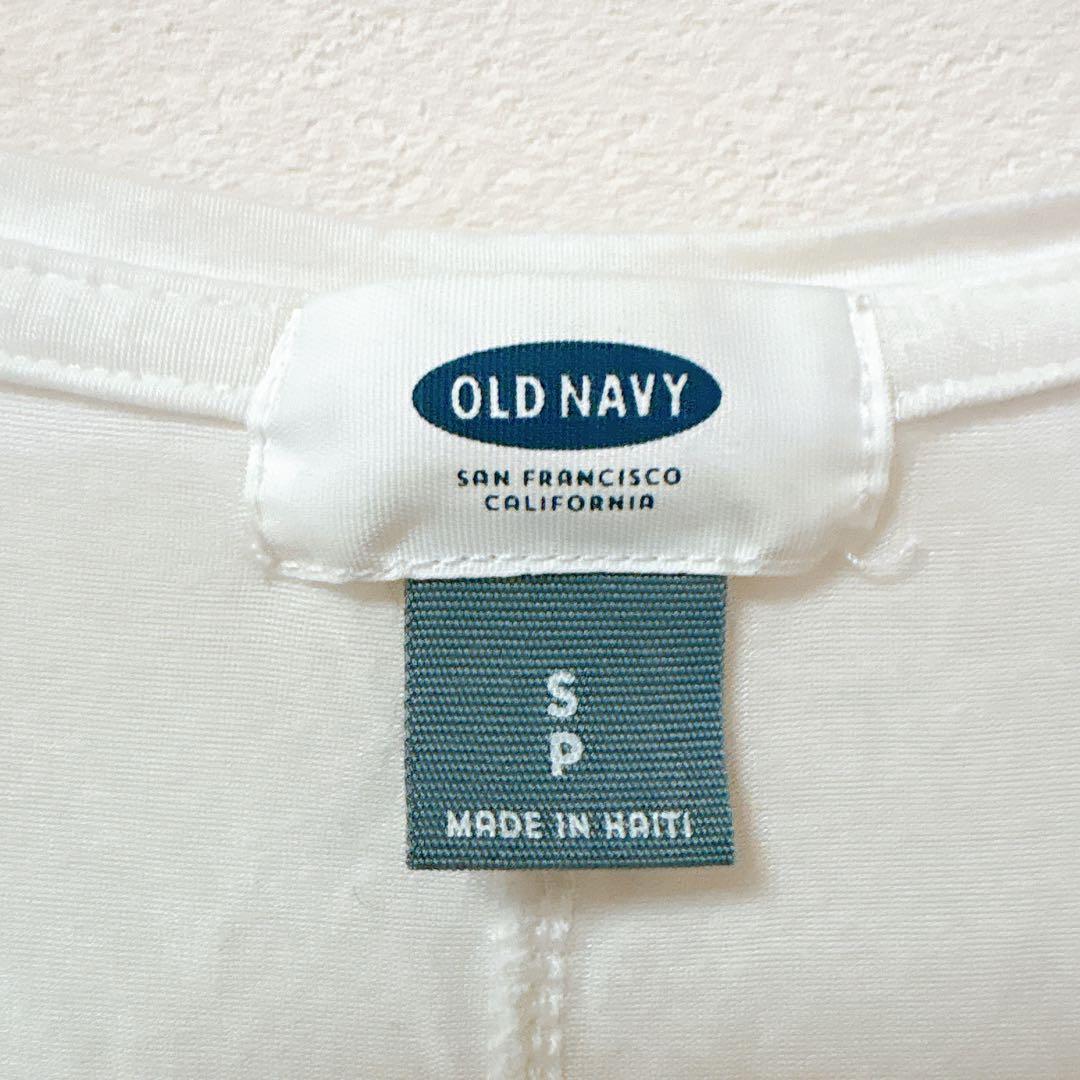 OLD NAVY
SAN FRANCISCO
CALIFORNIA
S
P
MADE IN HAITI